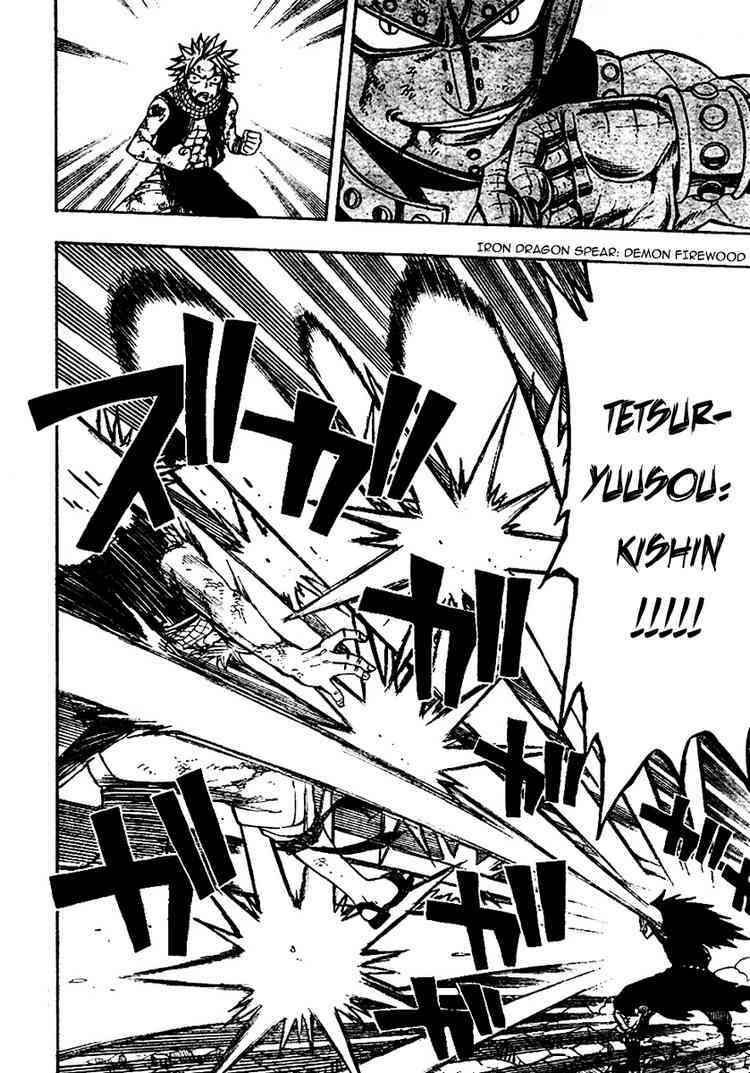 IRON DRAGON SPEAR: DEMON FIREWOOD
TETSUR-
YUUSOU:
KISHIN
!!!!!
ズガガガガガガガガ